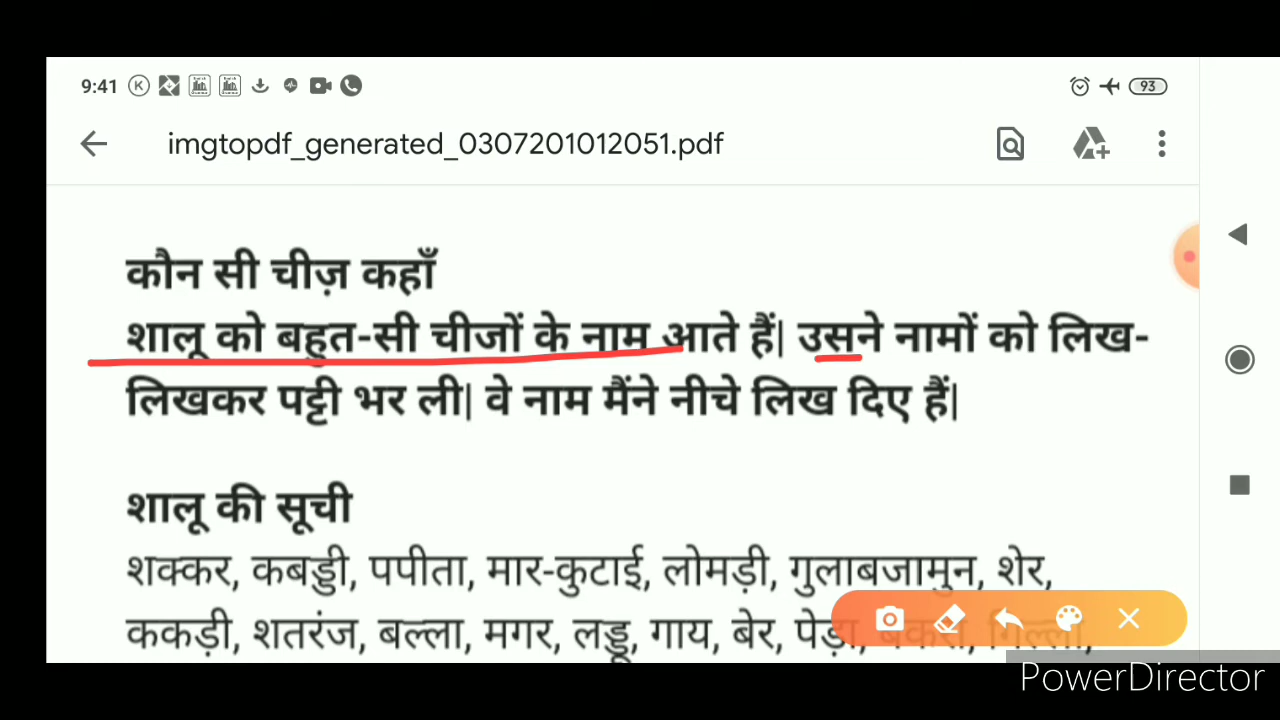 9:41
93
imgtopdf_generated_0307201012051.pdf
कौन सी चीज़ कहाँ
शालू को बहुत-सी चीजों के नाम आते हैं| उसने नामों को लिख-
लिखकर पट्टी भर ली| वे नाम मैंने नीचे लिख दिए हैं|
शालू की सूची
शक्कर, कबड्डी, पपीता, मार-कुटाई, लोमड़ी, गुलाबजामुन, शेर,
ककड़ी, शतरंज, बल्ला, मगर, लड्डू, गाय, बेर, पेड़ा,
PowerDirector